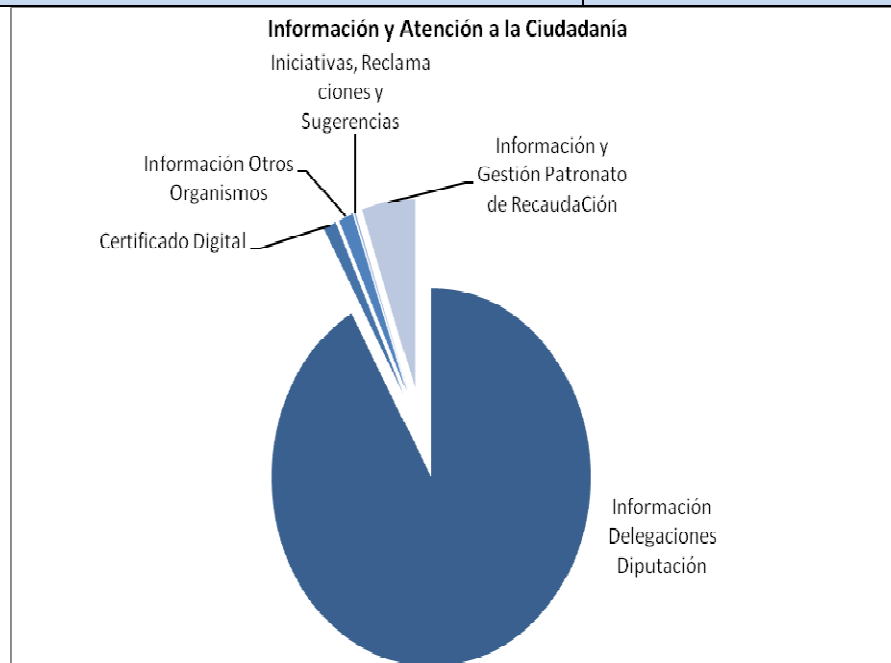 Información y Atención a la Ciudadanía
Iniciativas, Reclama
ciones y
Sugerencias
Información y
Gestión Patronato
de RecaudaCión
Información Otros
Organismos
Certificado Digital
Información
Delegaciones
Diputación